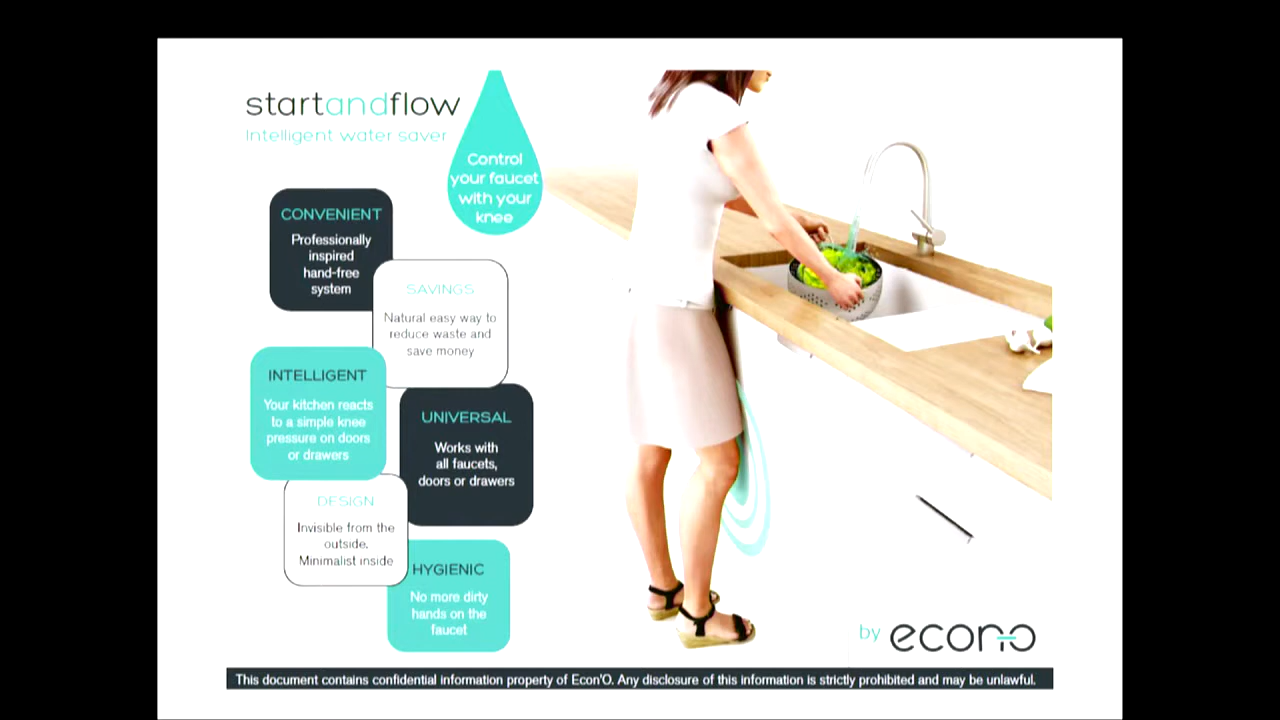 startandflow
Intelligent water saver
Control
your faucet
with your
knee
CONVENIENT
Professionally
inspired
hand-free
system
SAVINGS
Natural easy way to
reduce waste and
save money
INTELLIGENT
Your kitchen reacts
to a simple knee
pressure on doors
or drawers
UNIVERSAL
Works with
all faucets,
doors or drawers
DESIGN
Invisible from the
outside.
Minimalist inside
HYGIENIC
No more dirty
hands on the
faucet
by econo
This document contains confidential information property of Econ'O. Any disclosure of this information is strictly prohibited and may be unlawful.